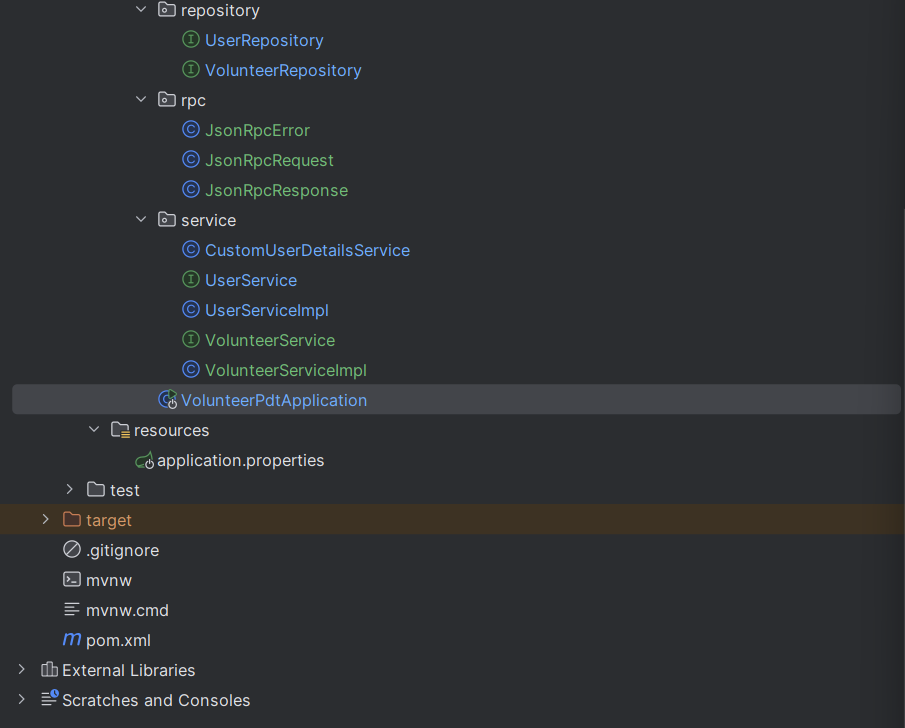 repository
UserRepository
VolunteerRepository
rpc
JsonRpcError
JsonRpcRequest
JsonRpcResponse
service
CustomUserDetailsService
UserService
UserServiceImpl
VolunteerService
VolunteerServiceImpl
VolunteerPdtApplication
resources
application.properties
test
target
.gitignore
mvnw
mvnw.cmd
pom.xml
External Libraries
Scratches and Consoles